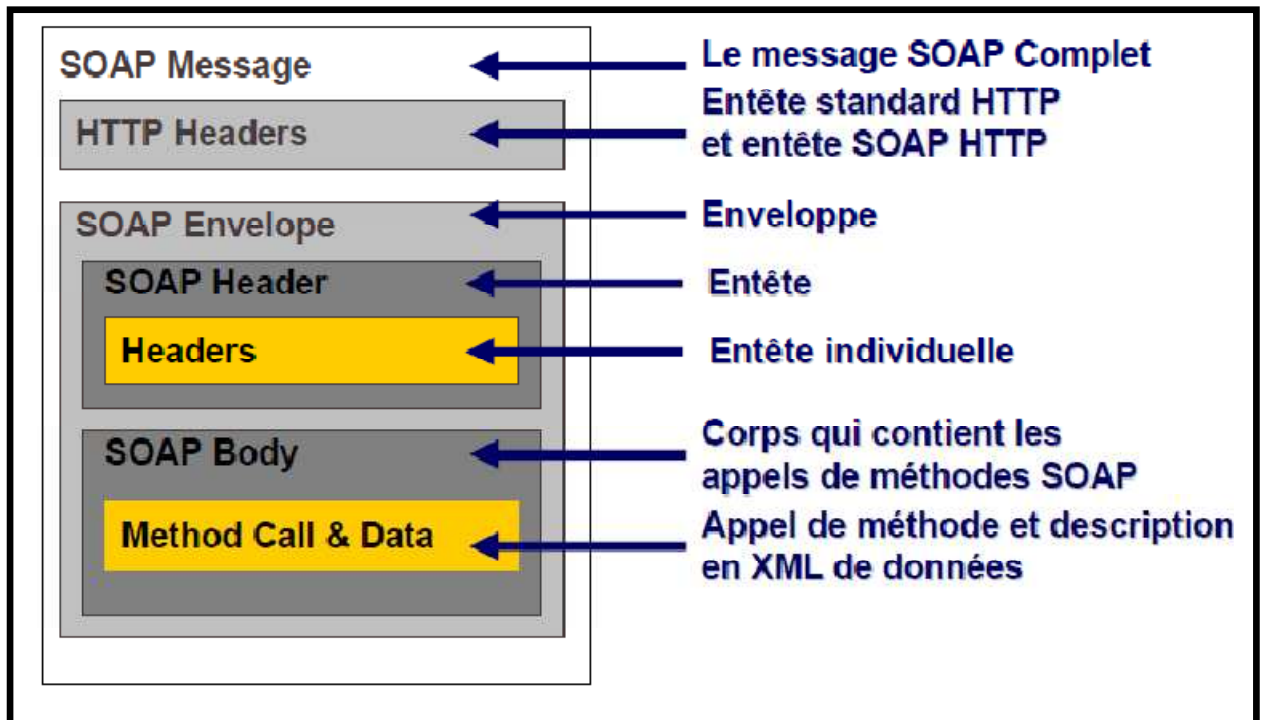 SOAP Message
Le message SOAP Complet
HTTP Headers
Entête standard HTTP
et entête SOAP HTTP
SOAP Envelope
Enveloppe
SOAP Header
Entête
Headers
Entête individuelle
SOAP Body
Corps qui contient les
appels de méthodes SOAP
Method Call & Data
Appel de méthode et description
en XML de données